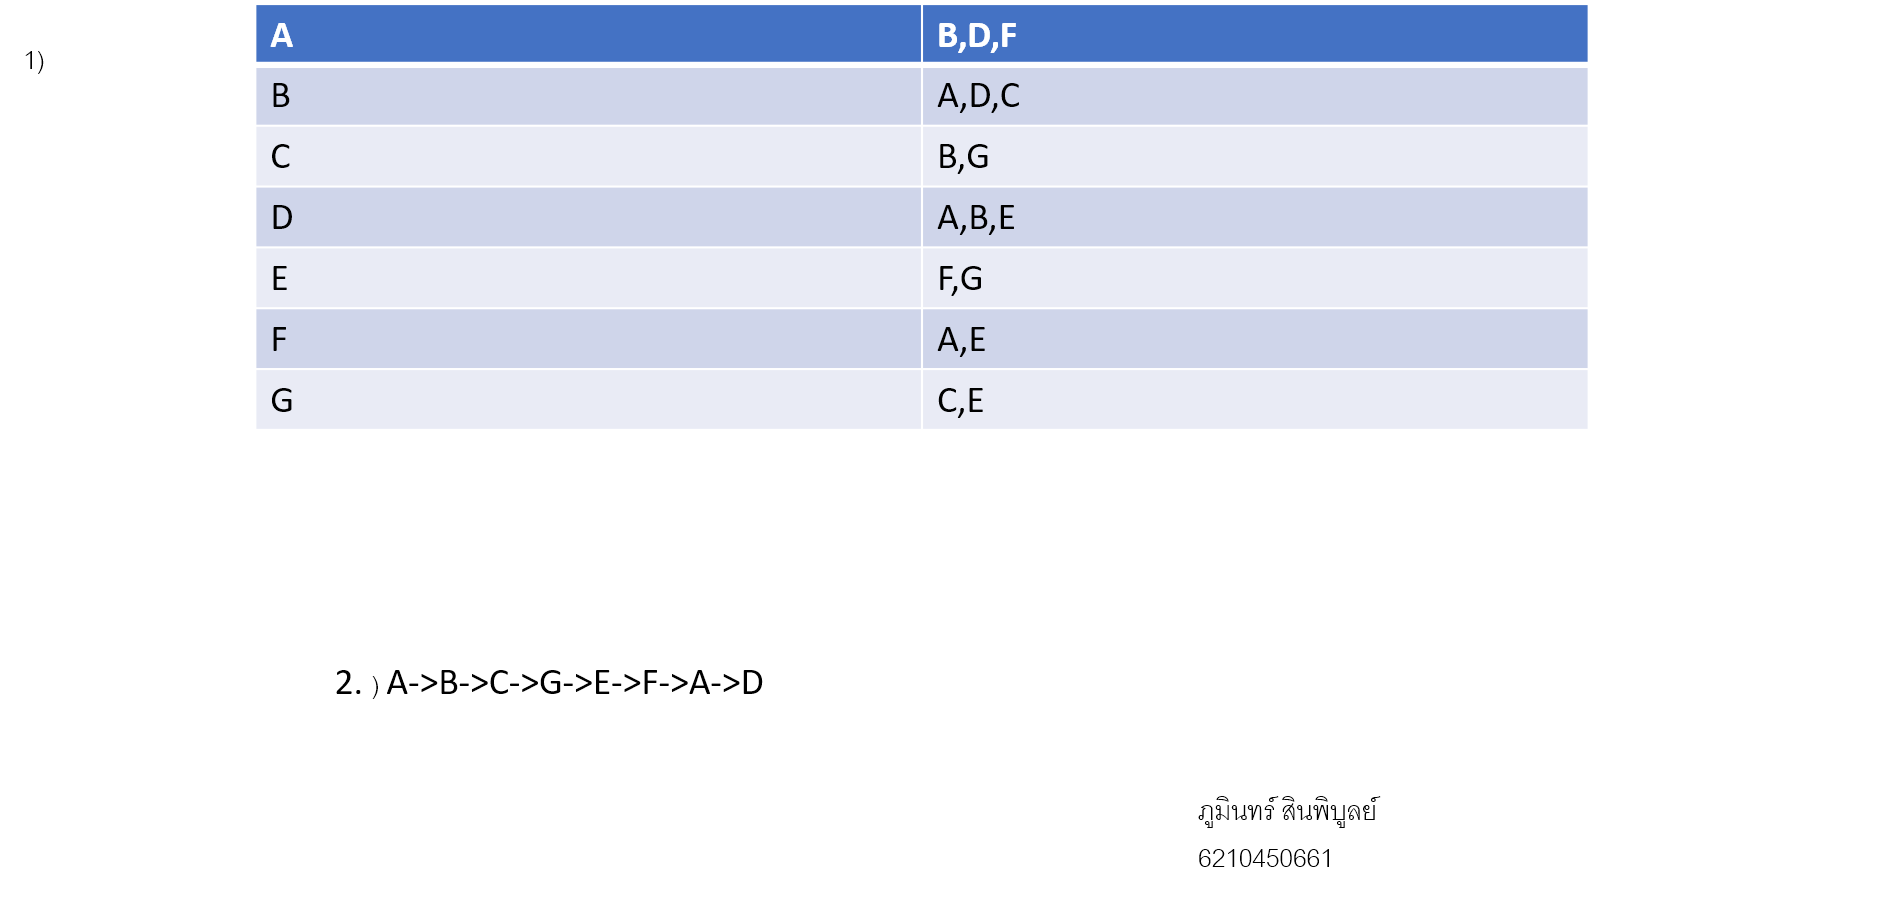 1)
A B,D,F
B A,D,C
C B,G
D A,B,E
E F,G
F A,E
G C,E
2. ) A->B->C->G->E->F->A->D
ภูมินทร์ สินพิบูลย์
6210450661